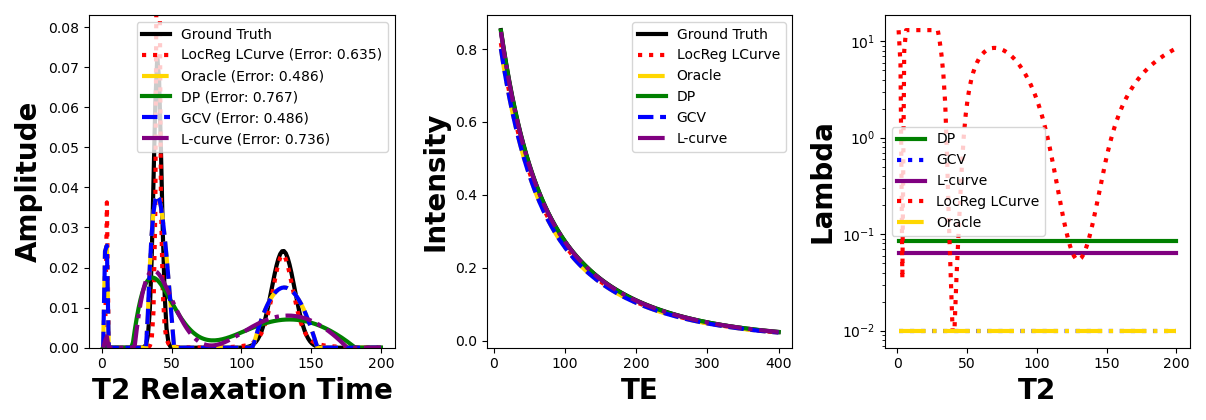 Amplitude
0.08
0.07
0.06
0.05
0.04
0.03
0.02
0.01
0.00
0 50 100 150 200
T2 Relaxation Time
Ground Truth
LocReg LCurve (Error: 0.635)
Oracle (Error: 0.486)
DP (Error: 0.767)
GCV (Error: 0.486)
L-curve (Error: 0.736)
Intensity
0.8
0.6
0.4
0.2
0.0
0 100 200 300 400
TE
Ground Truth
LocReg LCurve
Oracle
DP
GCV
L-curve
Lambda
10¹
10⁰
10⁻¹
10⁻²
0 50 100 150 200
T2
DP
GCV
L-curve
LocReg LCurve
Oracle